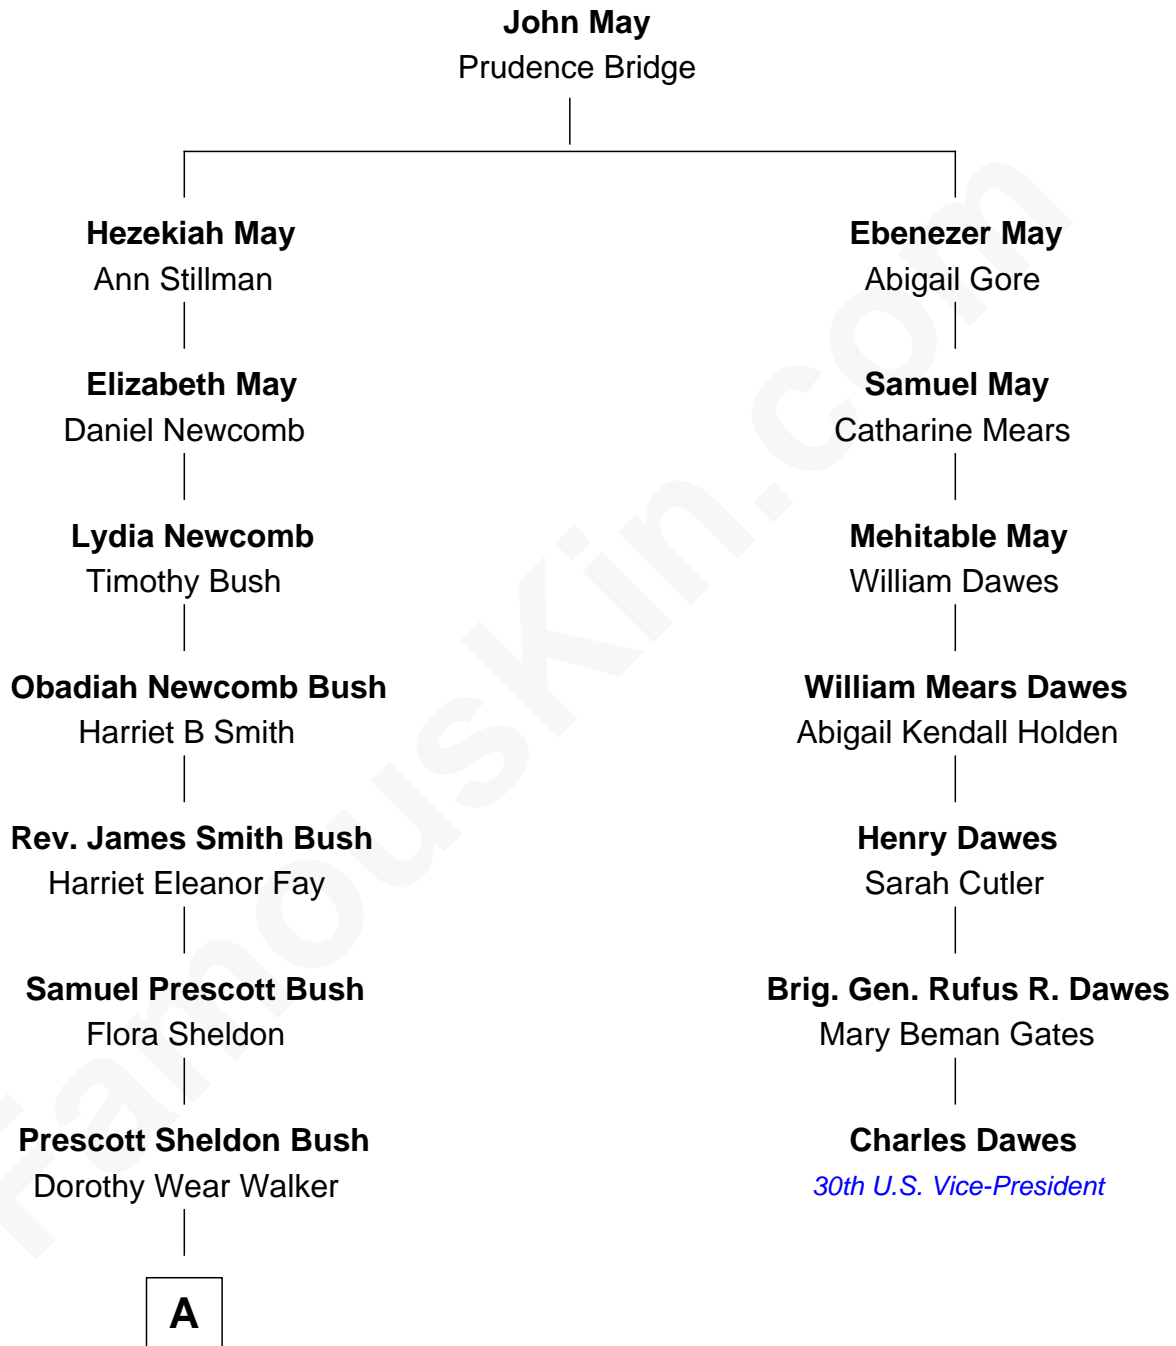 John May
Prudence Bridge
Hezekiah May
Ann Stillman
Ebenezer May
Abigail Gore
Elizabeth May
Daniel Newcomb
Samuel May
Catharine Mears
Lydia Newcomb
Timothy Bush
Mehitable May
William Dawes
Obadiah Newcomb Bush
Harriet B Smith
William Mears Dawes
Abigail Kendall Holden
Rev. James Smith Bush
Harriet Eleanor Fay
Henry Dawes
Sarah Cutler
Samuel Prescott Bush
Flora Sheldon
Brig. Gen. Rufus R. Dawes
Mary Beman Gates
Prescott Sheldon Bush
Dorothy Wear Walker
Charles Dawes
30th U.S. Vice-President
A
FamousKin.com